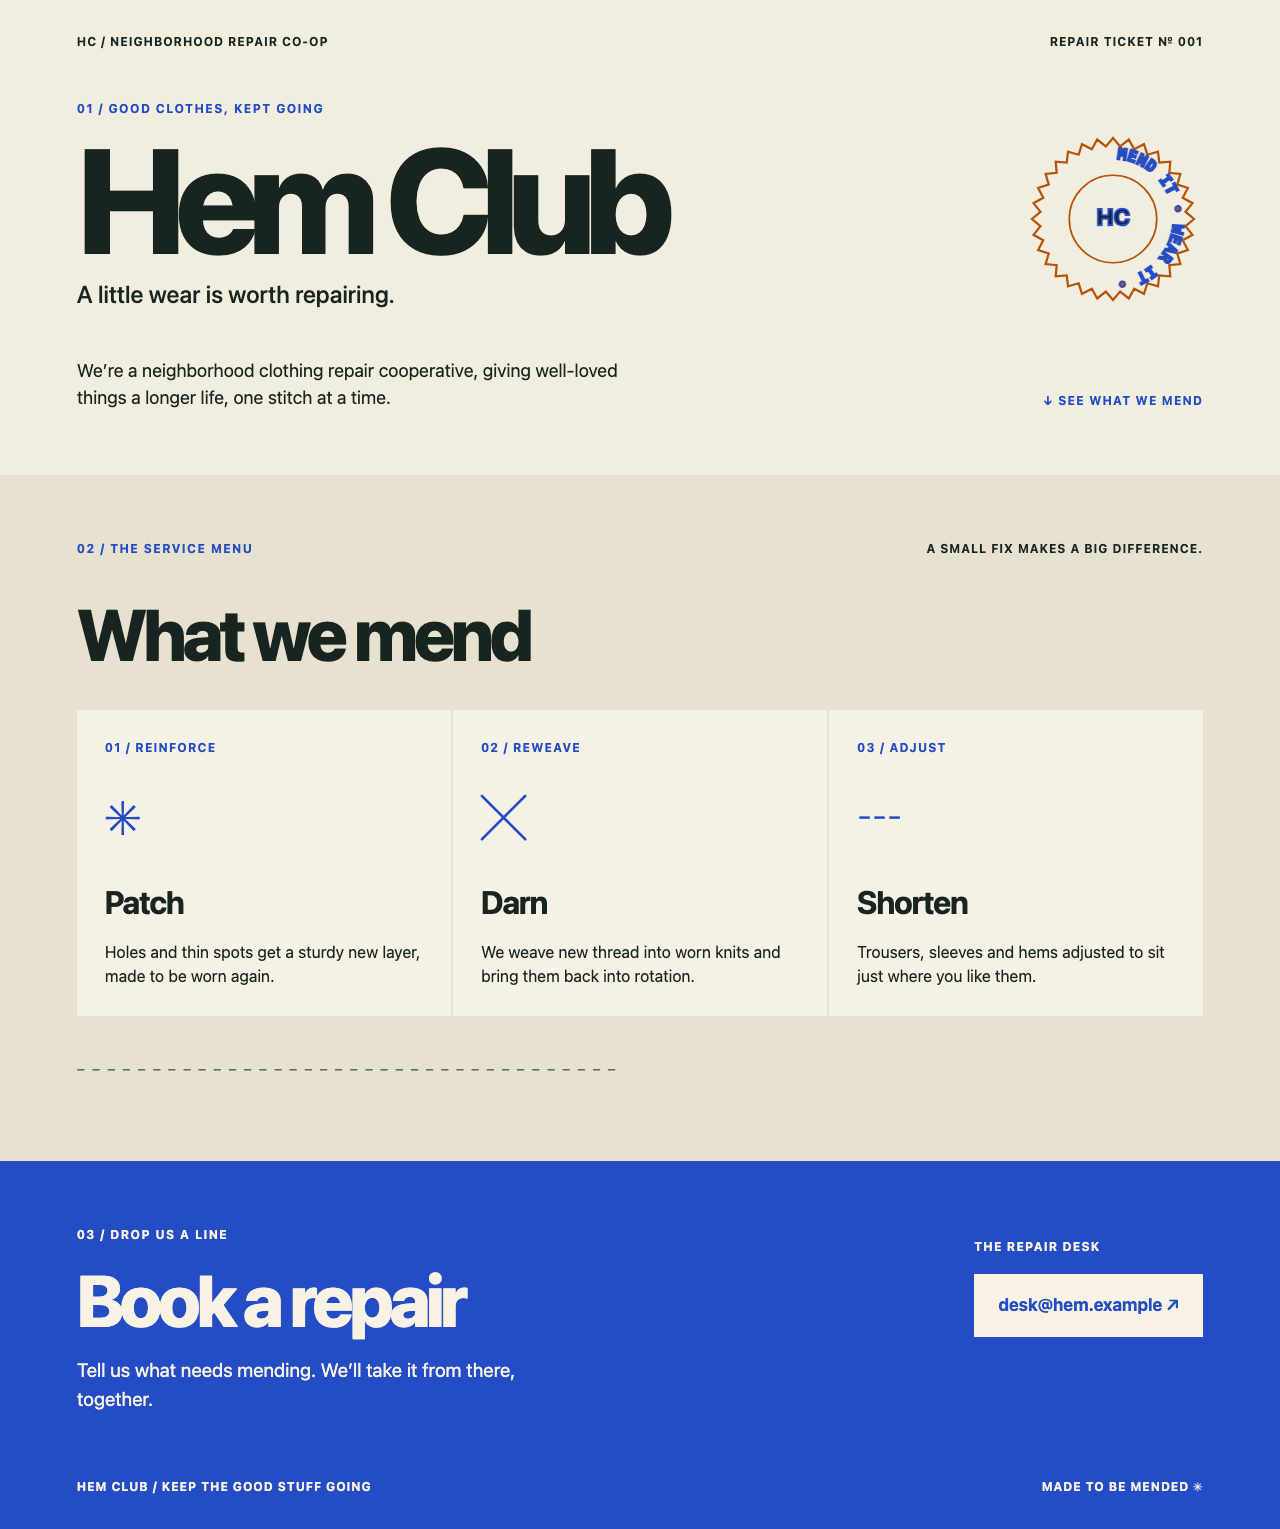 HC / NEIGHBORHOOD REPAIR CO-OP
REPAIR TICKET Nº 001
01 / GOOD CLOTHES, KEPT GOING
Hem Club
MEND IT • WEAR IT •
HC
A little wear is worth repairing.
We’re a neighborhood clothing repair cooperative, giving well-loved
things a longer life, one stitch at a time.
↓ SEE WHAT WE MEND
02 / THE SERVICE MENU
A SMALL FIX MAKES A BIG DIFFERENCE.
What we mend
01 / REINFORCE
Patch
Holes and thin spots get a sturdy new layer,
made to be worn again.
02 / REWEAVE
Darn
We weave new thread into worn knits and
bring them back into rotation.
03 / ADJUST
Shorten
Trousers, sleeves and hems adjusted to sit
just where you like them.
03 / DROP US A LINE
Book a repair
Tell us what needs mending. We’ll take it from there,
together.
THE REPAIR DESK
desk@hem.example ↗
HEM CLUB / KEEP THE GOOD STUFF GOING
MADE TO BE MENDED ✳